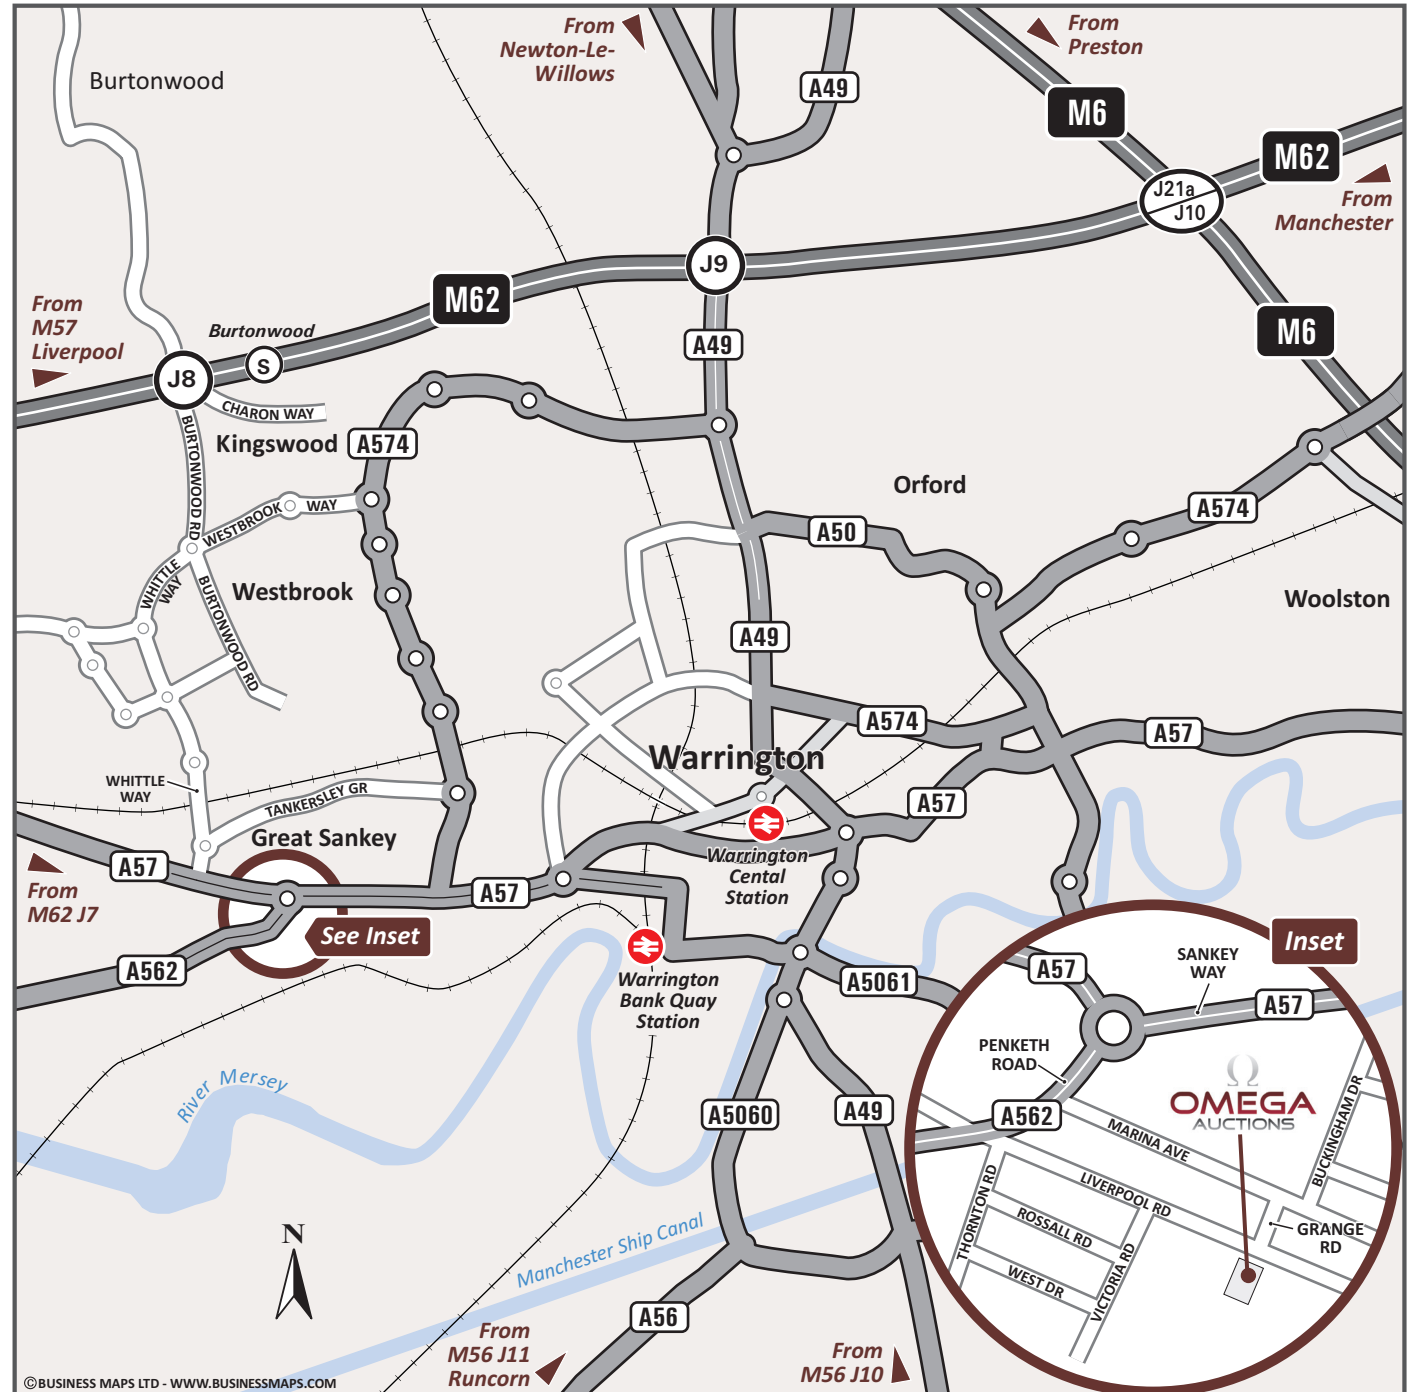 From
Newton-Le-
Willows
From
Preston
Burtonwood
A49
M6
M62
J21a
J10
From
Manchester
J9
M62
From
M57
Liverpool
Burtonwood
S
J8
M6
A49
CHARON WAY
BURTONWOOD RD
Kingswood
A574
Orford
WESTBROOK
WAY
A574
A50
WHITTLE
WAY
BURTONWOOD RD
Westbrook
Woolston
A49
A574
A57
Warrington
WHITTLE
WAY
TANKERSLEY GR
A57
Great Sankey
Warrington
Cental
Station
A57
From
M62 J7
A57
See Inset
Inset
A562
Warrington
Bank Quay
Station
A5061
A57
SANKEY
WAY
A57
PENKETH
ROAD
River Mersey
A5060
A49
A562
OMEGA
AUCTIONS
MARINA AVE
BUCKINGHAM DR
LIVERPOOL RD
THORNTON RD
ROSSALL RD
GRANGE
RD
WEST DR
VICTORIA RD
N
Manchester Ship Canal
A56
From
M56 J11
Runcorn
From
M56 J10
©BUSINESS MAPS LTD - WWW.BUSINESSMAPS.COM